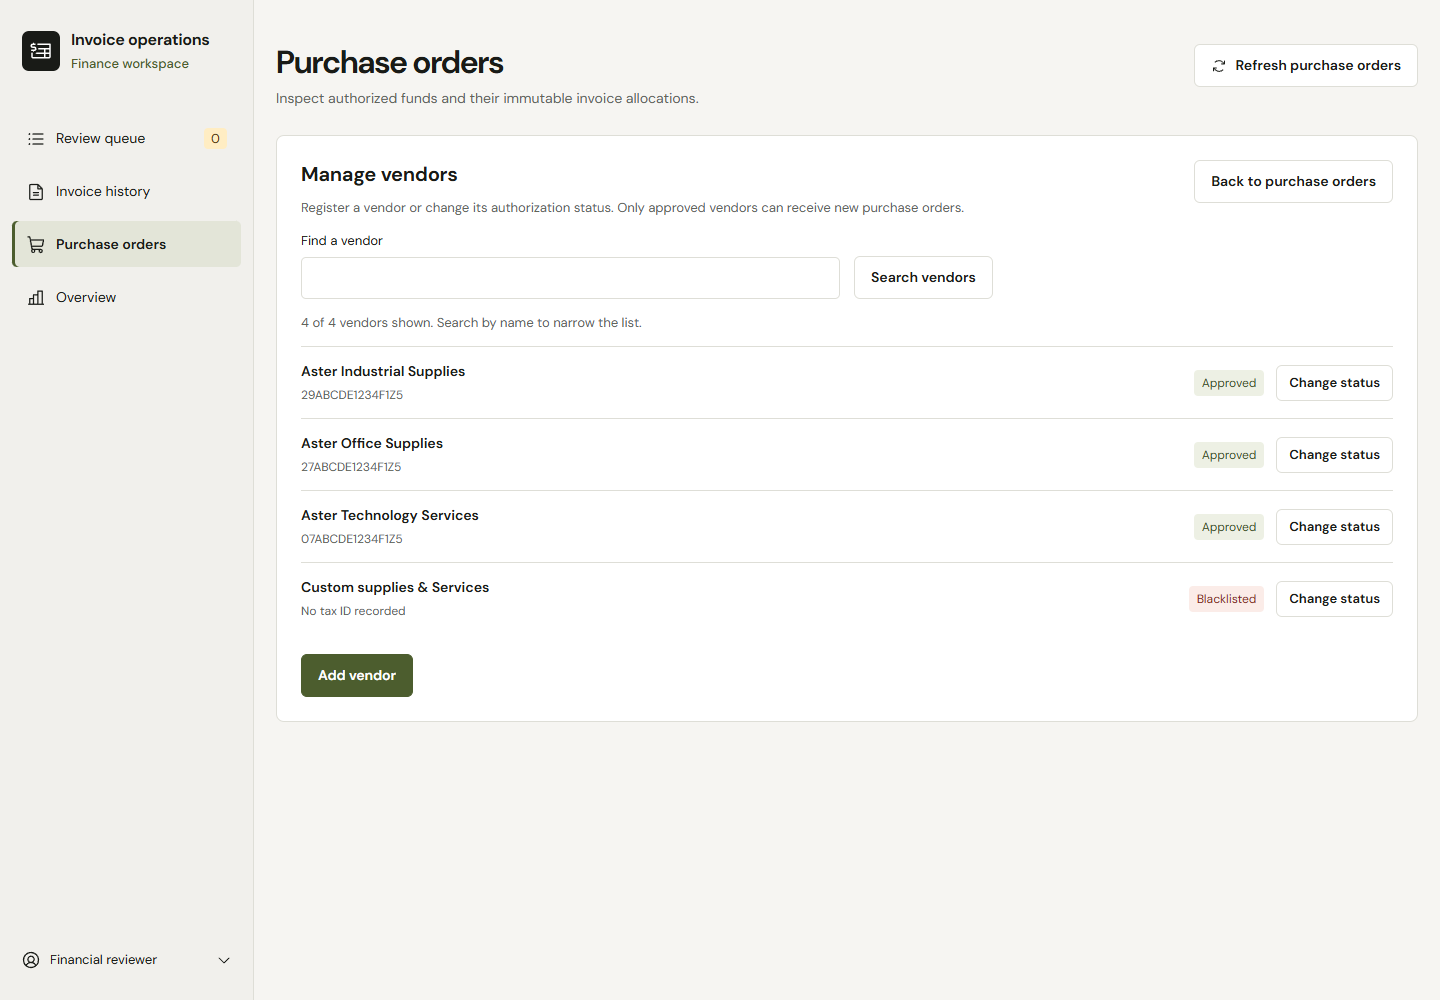 Invoice operations
Finance workspace
Review queue 0
Invoice history
Purchase orders
Overview
Financial reviewer
Purchase orders
Inspect authorized funds and their immutable invoice allocations.
Refresh purchase orders
Manage vendors
Register a vendor or change its authorization status. Only approved vendors can receive new purchase orders.
Back to purchase orders
Find a vendor
Search vendors
4 of 4 vendors shown. Search by name to narrow the list.
Aster Industrial Supplies
29ABCDE1234F1Z5
Approved
Change status
Aster Office Supplies
27ABCDE1234F1Z5
Approved
Change status
Aster Technology Services
07ABCDE1234F1Z5
Approved
Change status
Custom supplies & Services
No tax ID recorded
Blacklisted
Change status
Add vendor